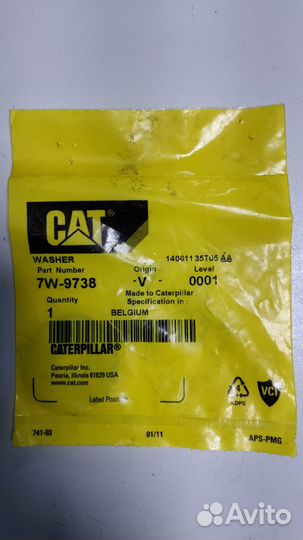 CAT
WASHER 140611 35T05 AA
Part Number Origin Level
7W-9738 -V - 0001
Made to Caterpillar
Quantity Specification in :
1 BELGIUM
CATERPILLAR®
Caterpillar Inc.
Peoria, Illinois 61629 USA
www.cat.com
4
LDPE
VCI
Label Position
741-03 01/11 APS-PMG
Avito